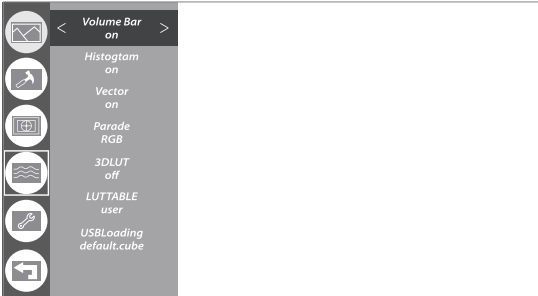 Volume Bar
< on >
Histogtam
on
Vector
on
Parade
RGB
3DLUT
off
LUTTABLE
user
USBLoading
default.cube